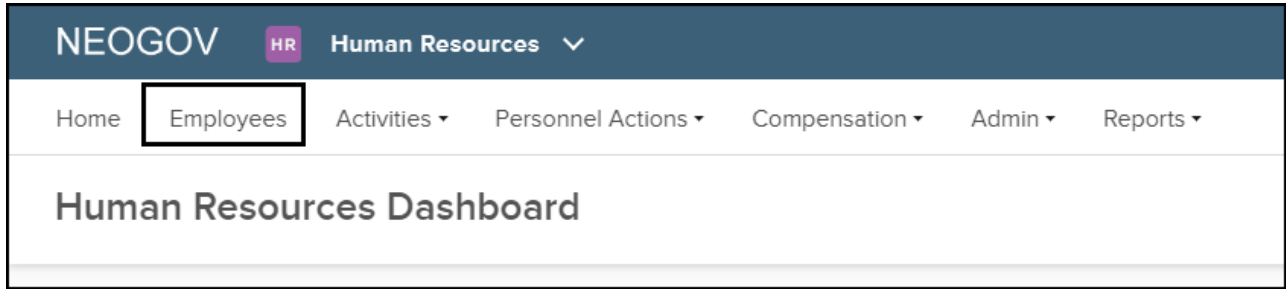 NEOGOV HR Human Resources
Home Employees Activities Personnel Actions Compensation Admin Reports
Human Resources Dashboard